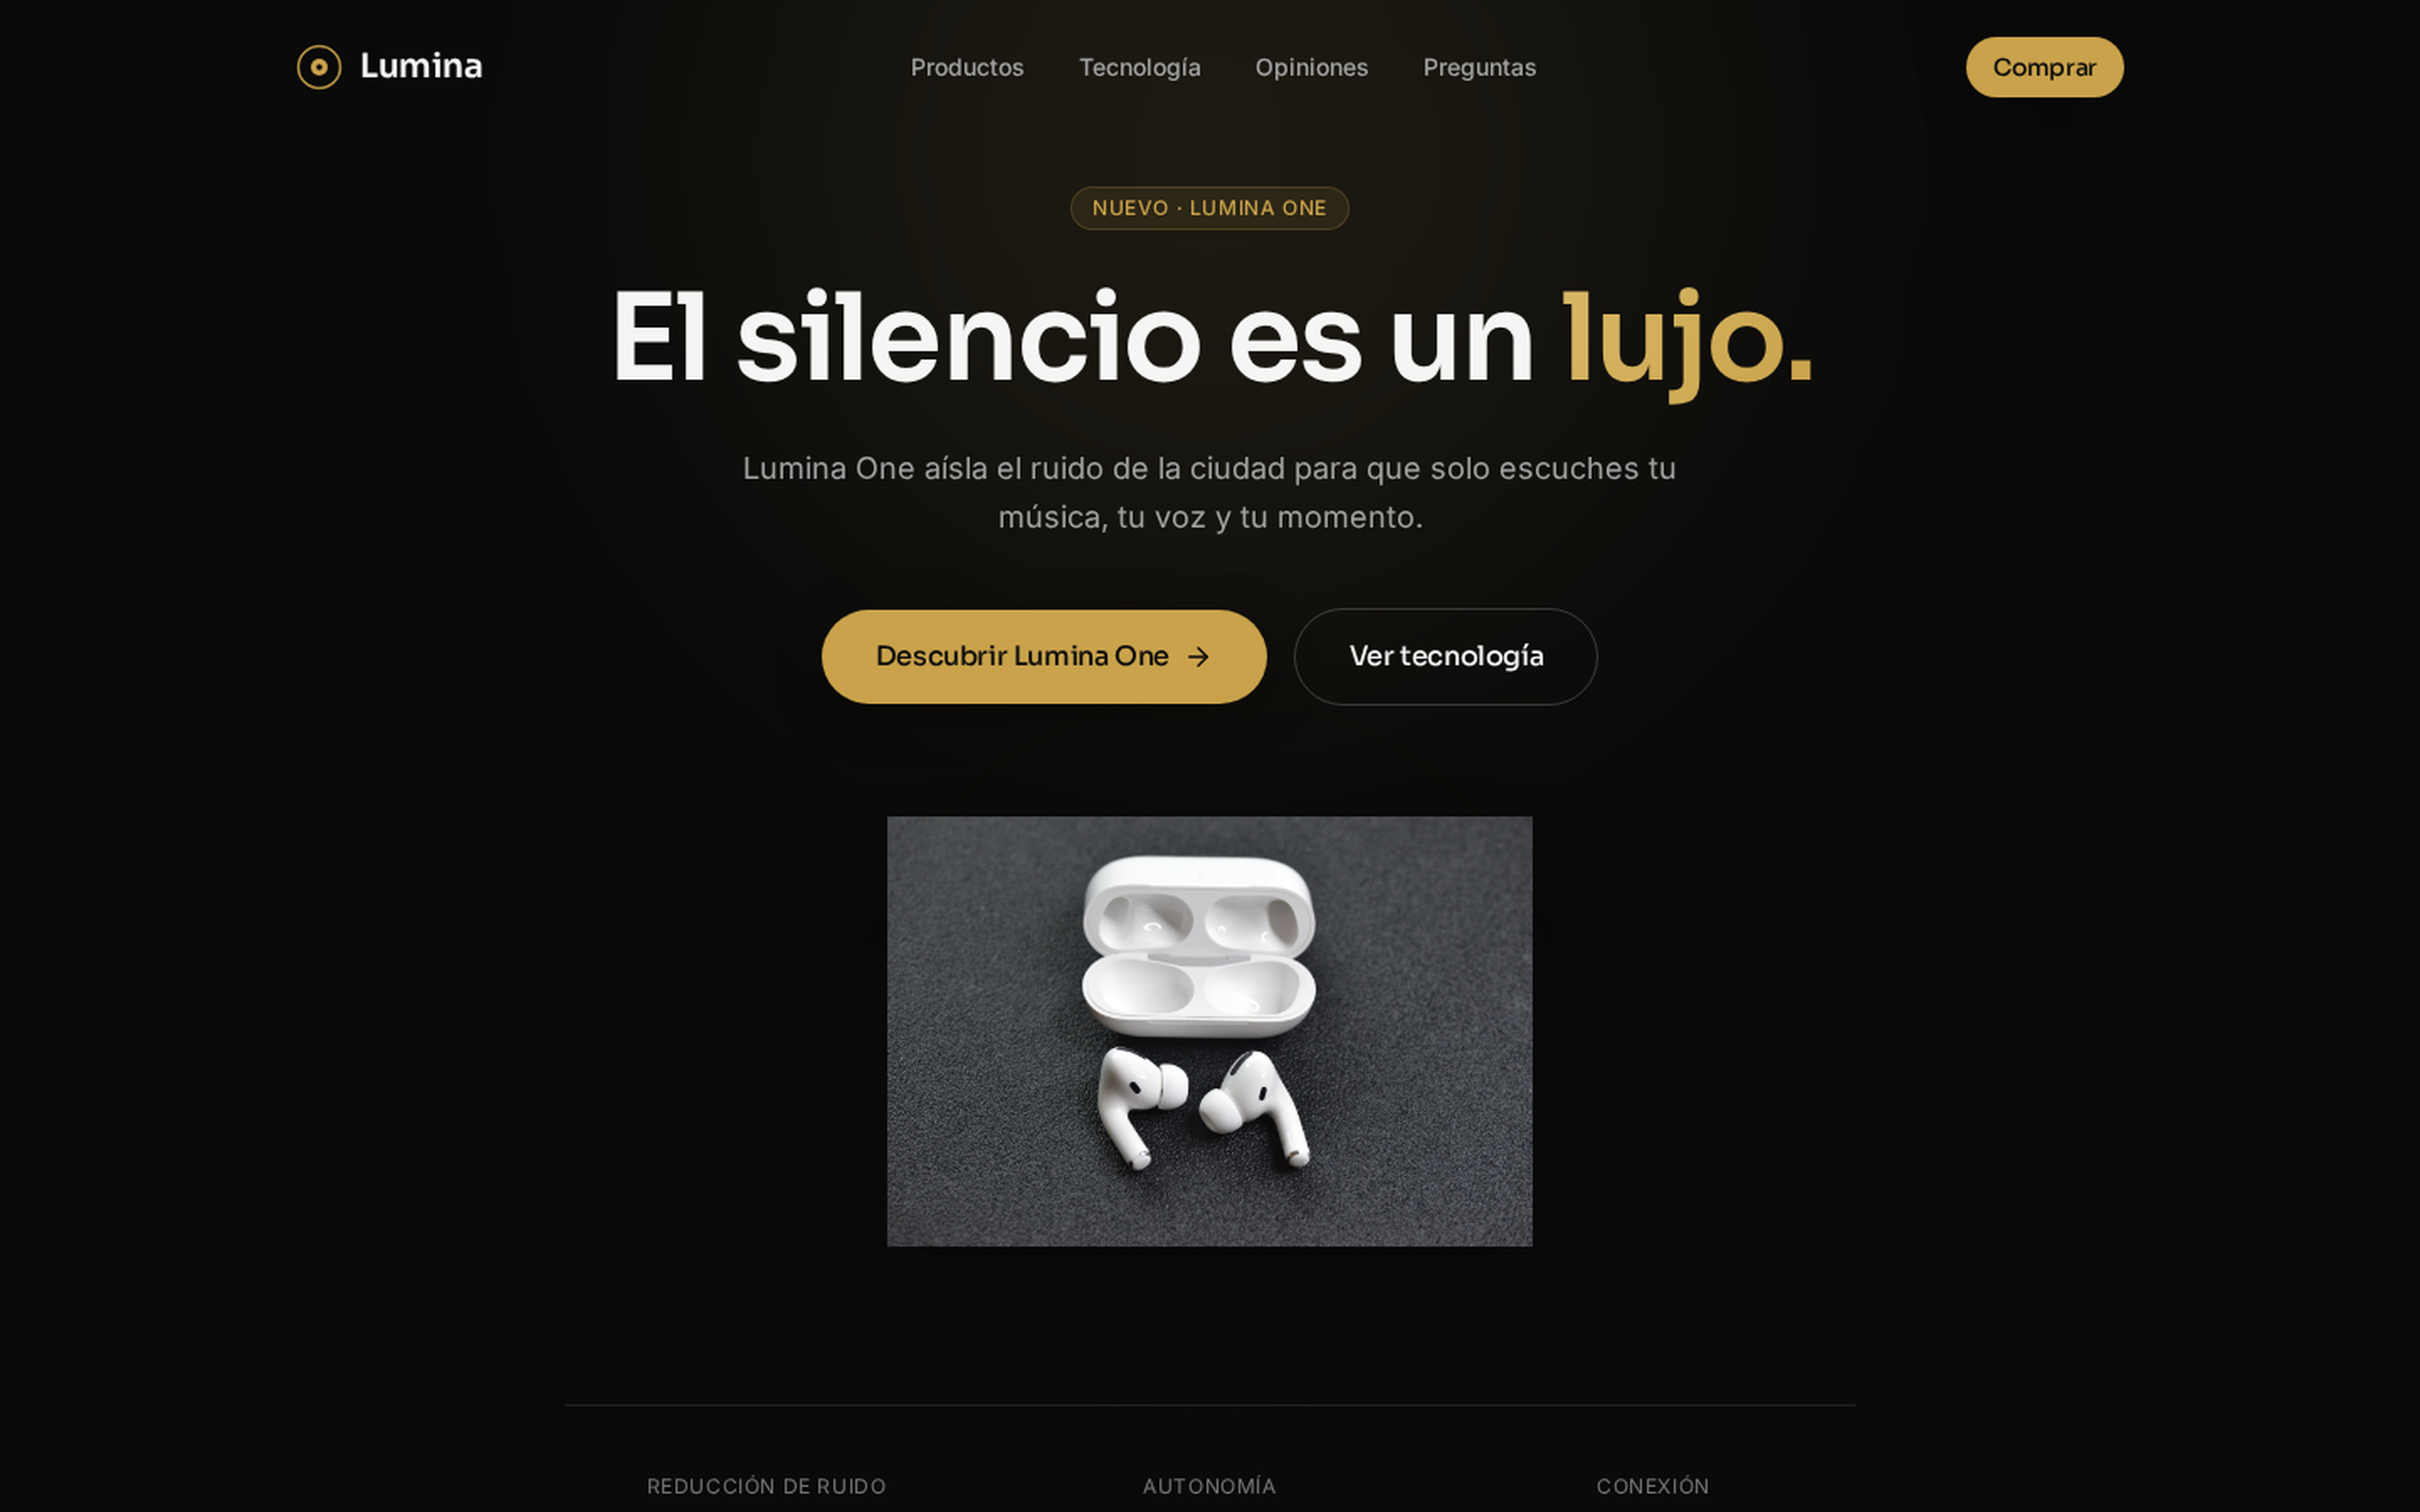 Lumina
Productos
Tecnología
Opiniones
Preguntas
Comprar
NUEVO · LUMINA ONE
El silencio es un lujo.
Lumina One aísla el ruido de la ciudad para que solo escuches tu
música, tu voz y tu momento.
Descubrir Lumina One →
Ver tecnología
REDUCCIÓN DE RUIDO
AUTONOMÍA
CONEXIÓN